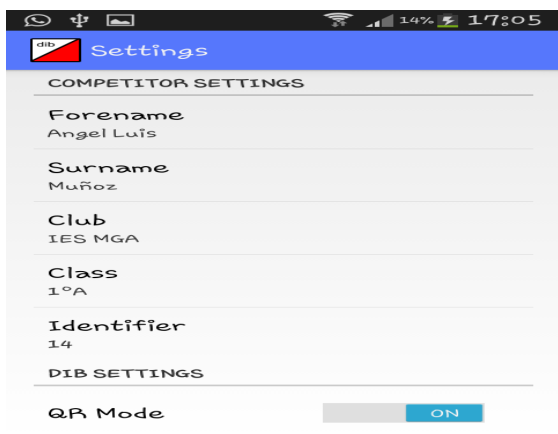 14% 17:05
dib Settings
COMPETITOR SETTINGS
Forename
Angel Luis
Surname
Muñoz
Club
IES MGA
Class
1ºA
Identifier
14
DIB SETTINGS
QR Mode ON